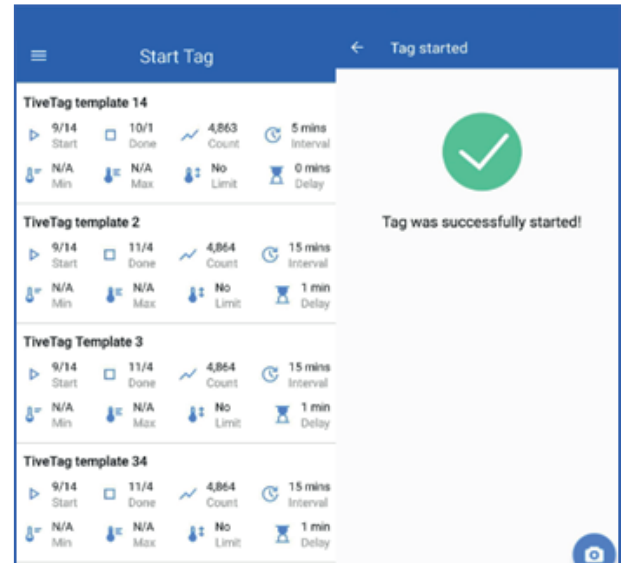 Start Tag
TiveTag template 14
9/14 10/1 4,863 5 mins
Start Done Count Interval
N/A N/A No 0 mins
Min Max Limit Delay
TiveTag template 2
9/14 11/4 4,864 15 mins
Start Done Count Interval
N/A N/A No 1 min
Min Max Limit Delay
TiveTag Template 3
9/14 11/4 4,864 15 mins
Start Done Count Interval
N/A N/A No 1 min
Min Max Limit Delay
TiveTag template 34
9/14 11/4 4,864 15 mins
Start Done Count Interval
N/A N/A No 1 min
Min Max Limit Delay
Tag started
Tag was successfully started!